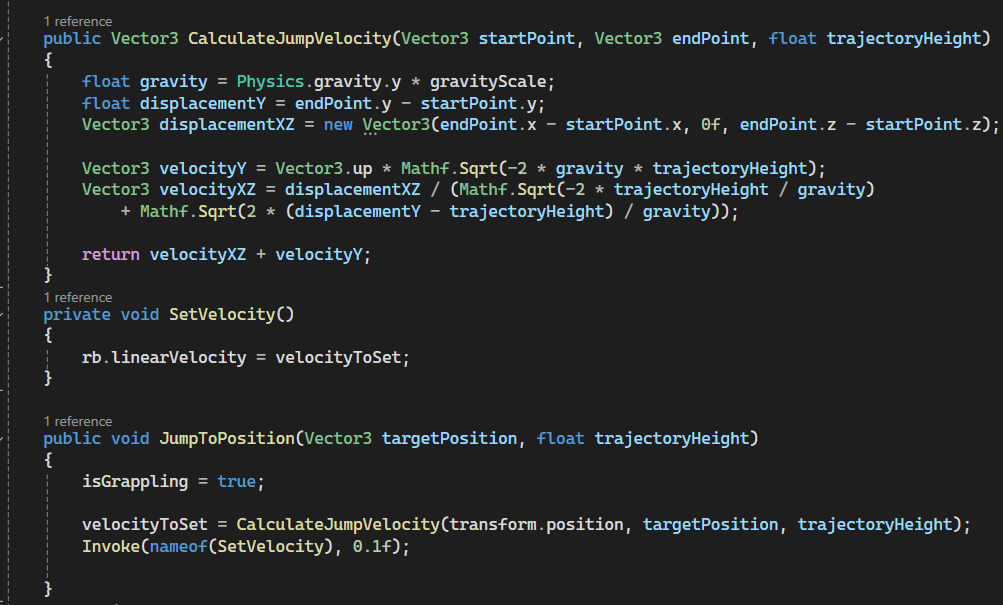 1 reference
public Vector3 CalculateJumpVelocity(Vector3 startPoint, Vector3 endPoint, float trajectoryHeight)
{
    float gravity = Physics.gravity.y * gravityScale;
    float displacementY = endPoint.y - startPoint.y;
    Vector3 displacementXZ = new Vector3(endPoint.x - startPoint.x, 0f, endPoint.z - startPoint.z);

    Vector3 velocityY = Vector3.up * Mathf.Sqrt(-2 * gravity * trajectoryHeight);
    Vector3 velocityXZ = displacementXZ / (Mathf.Sqrt(-2 * trajectoryHeight / gravity)
        + Mathf.Sqrt(2 * (displacementY - trajectoryHeight) / gravity));

    return velocityXZ + velocityY;
}
1 reference
private void SetVelocity()
{
    rb.linearVelocity = velocityToSet;
}

1 reference
public void JumpToPosition(Vector3 targetPosition, float trajectoryHeight)
{
    isGrappling = true;

    velocityToSet = CalculateJumpVelocity(transform.position, targetPosition, trajectoryHeight);
    Invoke(nameof(SetVelocity), 0.1f);

}